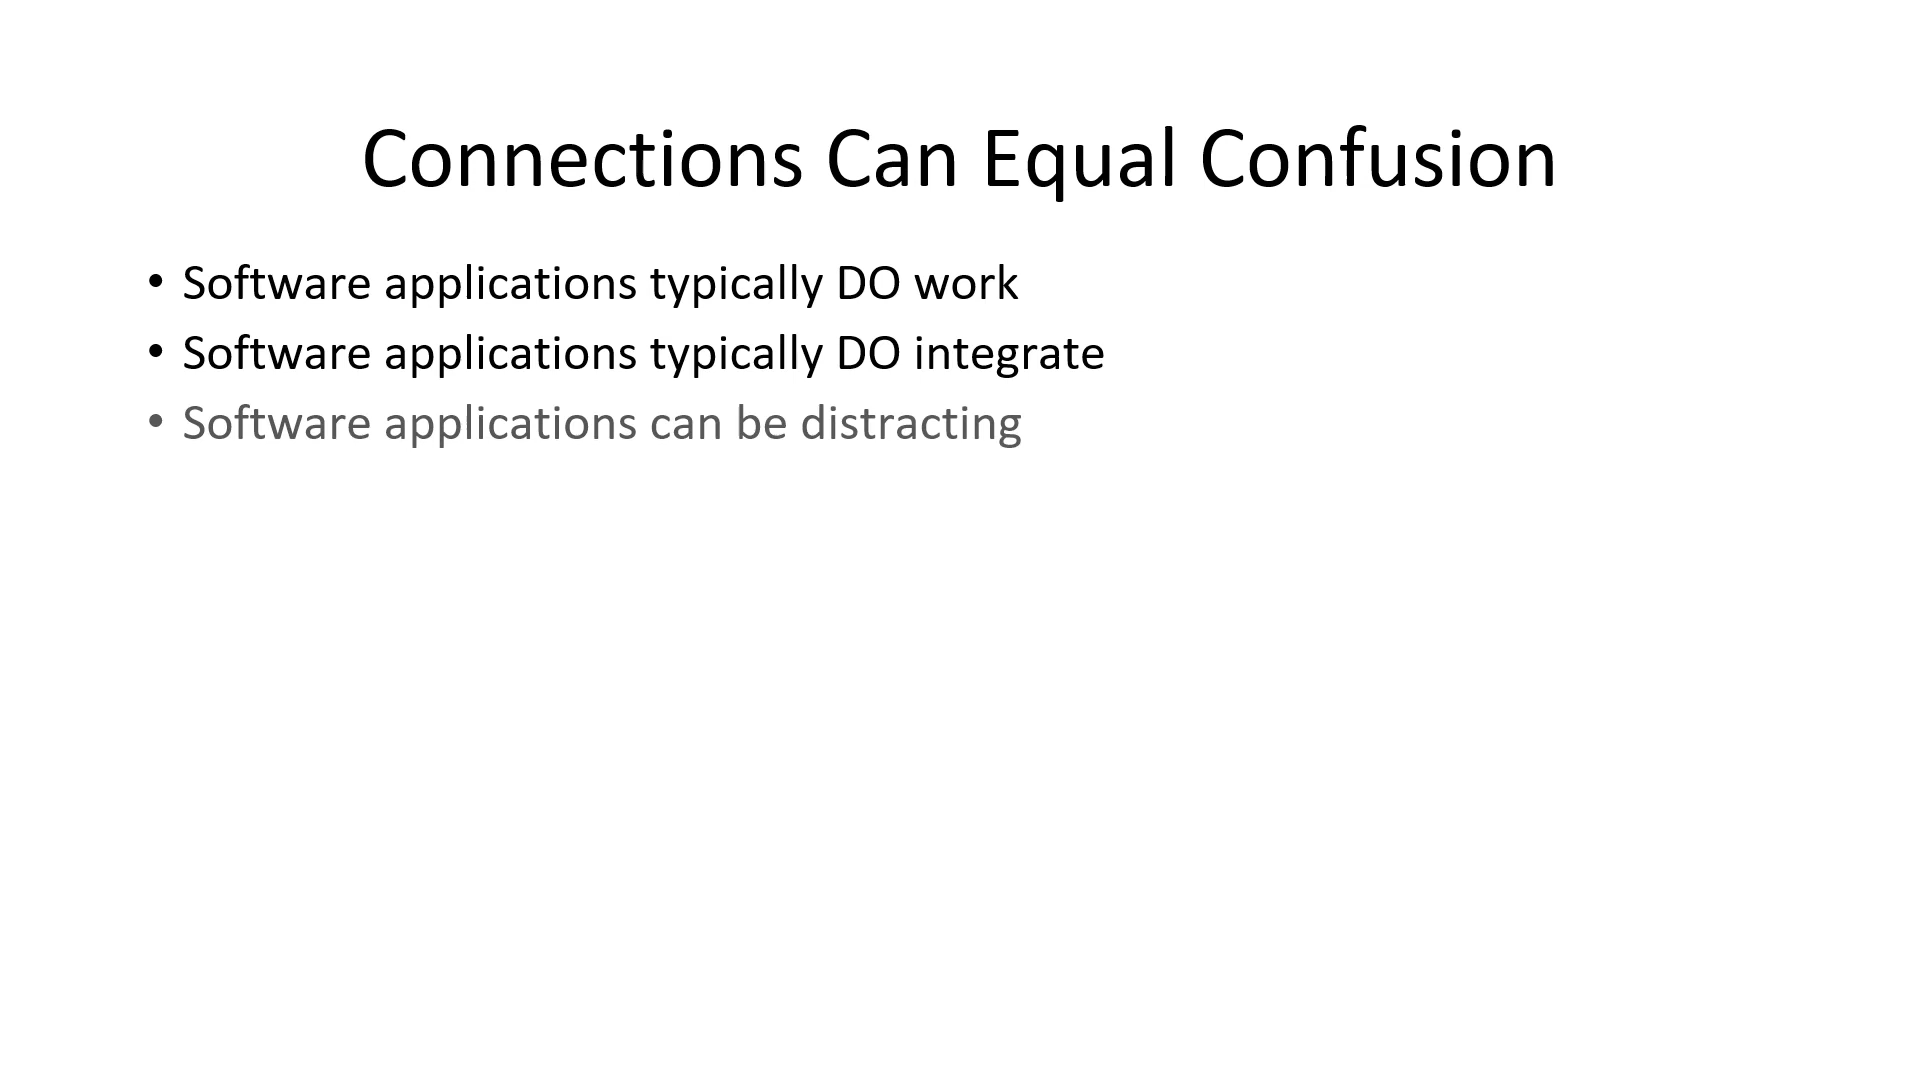 Connections Can Equal Confusion
• Software applications typically DO work
• Software applications typically DO integrate
• Software applications can be distracting